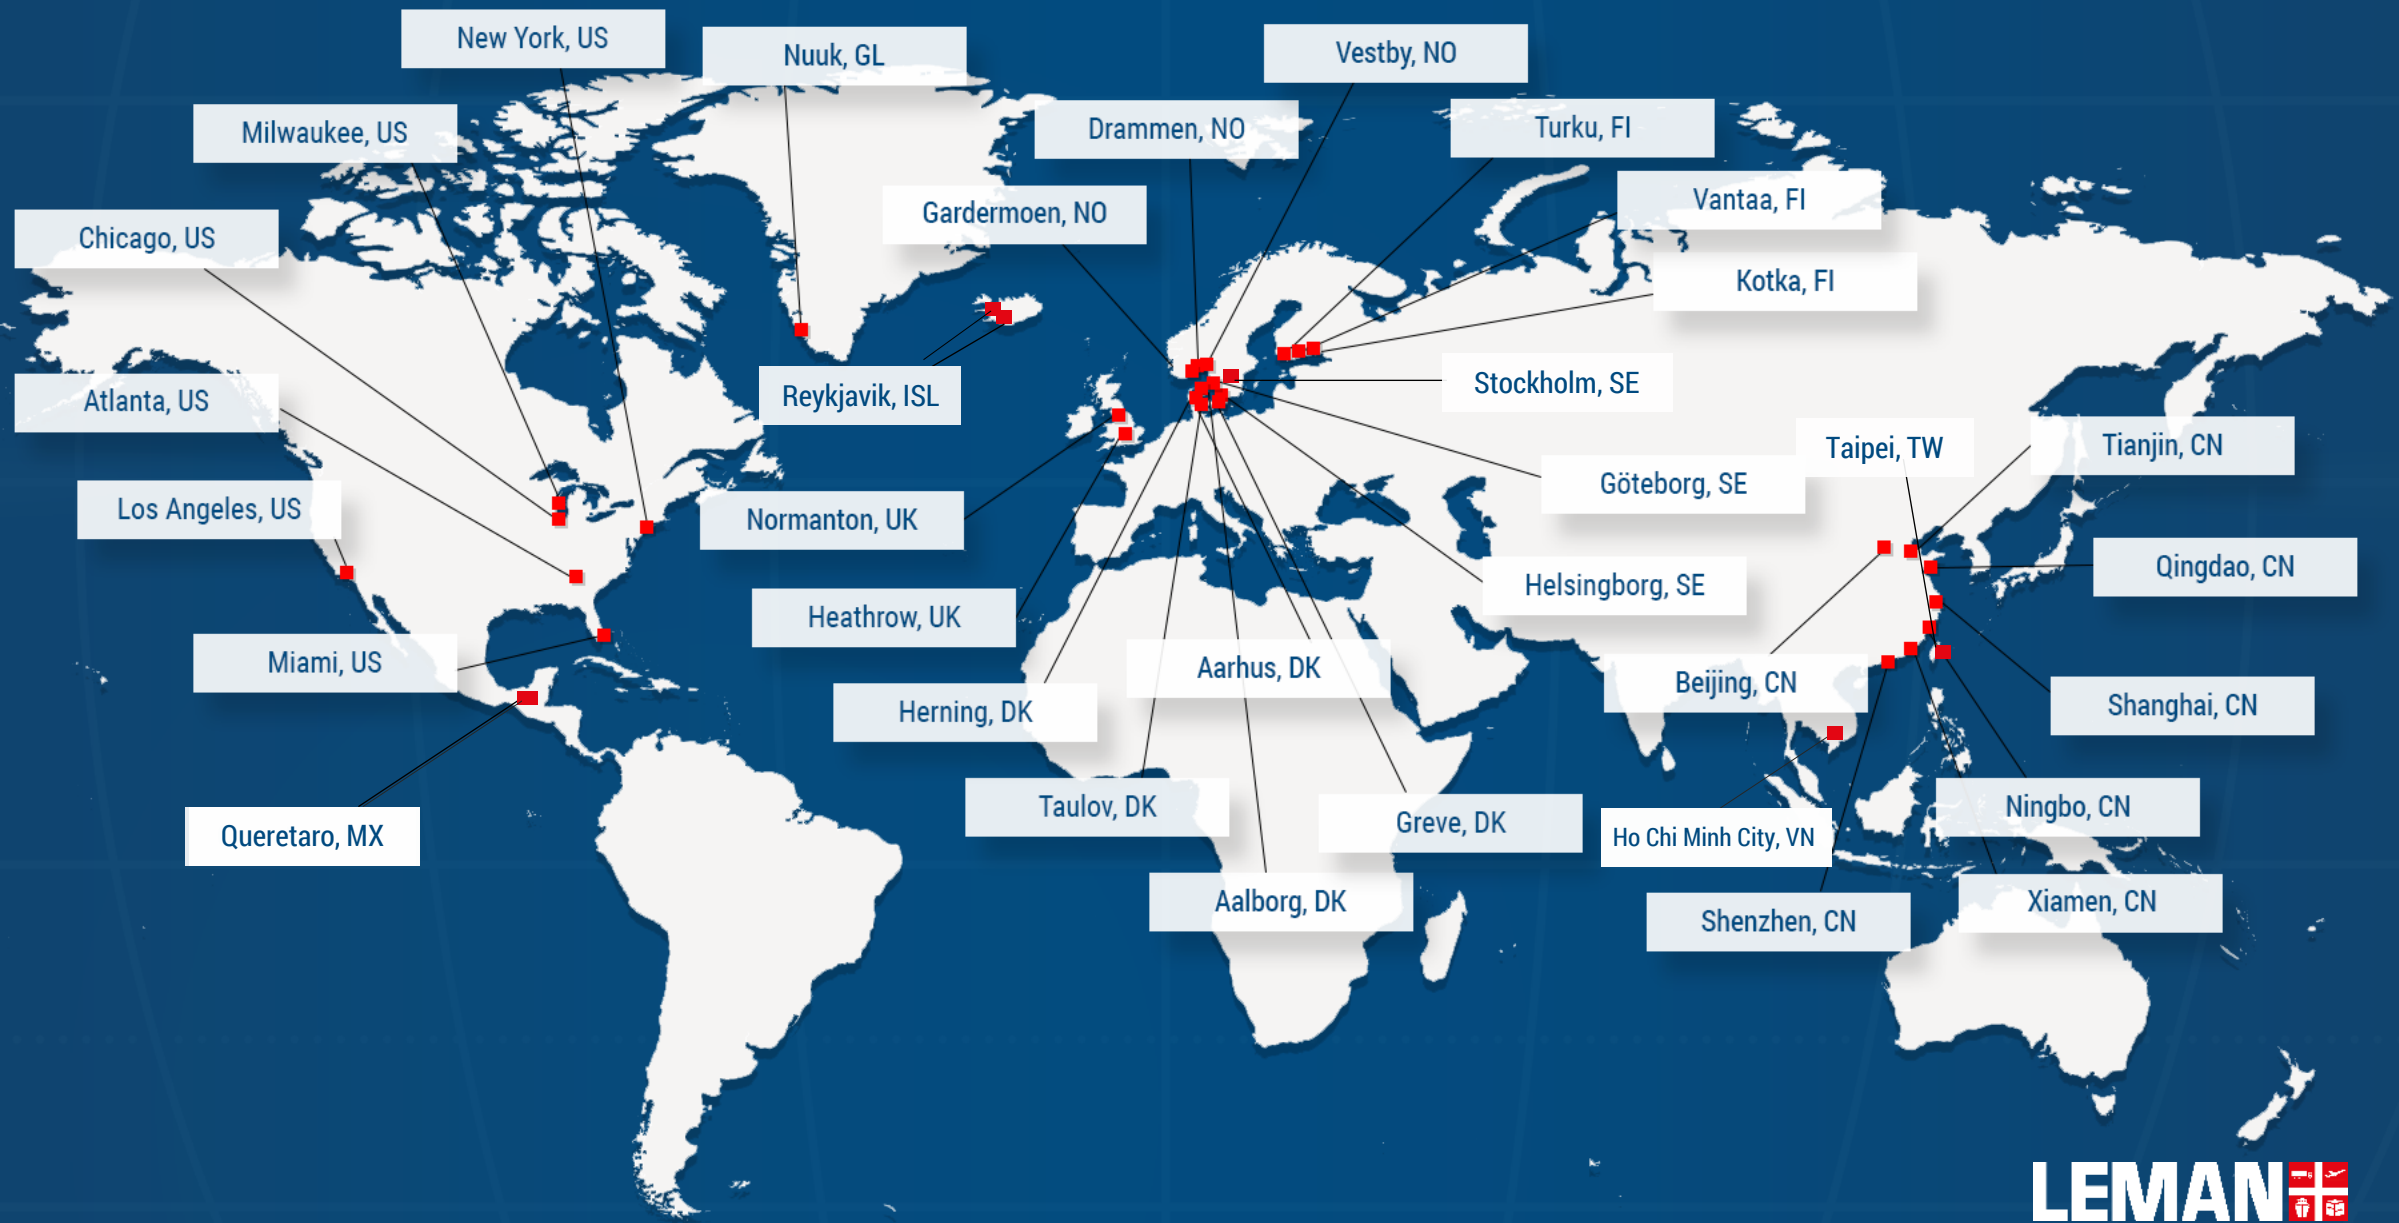 New York, US
Nuuk, GL
Vestby, NO
Milwaukee, US
Drammen, NO
Turku, FI
Gardermoen, NO
Vantaa, FI
Chicago, US
Kotka, FI
Atlanta, US
Reykjavik, ISL
Stockholm, SE
Taipei, TW
Tianjin, CN
Los Angeles, US
Normanton, UK
Göteborg, SE
Qingdao, CN
Heathrow, UK
Helsingborg, SE
Miami, US
Aarhus, DK
Beijing, CN
Herning, DK
Shanghai, CN
Queretaro, MX
Taulov, DK
Greve, DK
Ho Chi Minh City, VN
Ningbo, CN
Aalborg, DK
Shenzhen, CN
Xiamen, CN
LEMAN